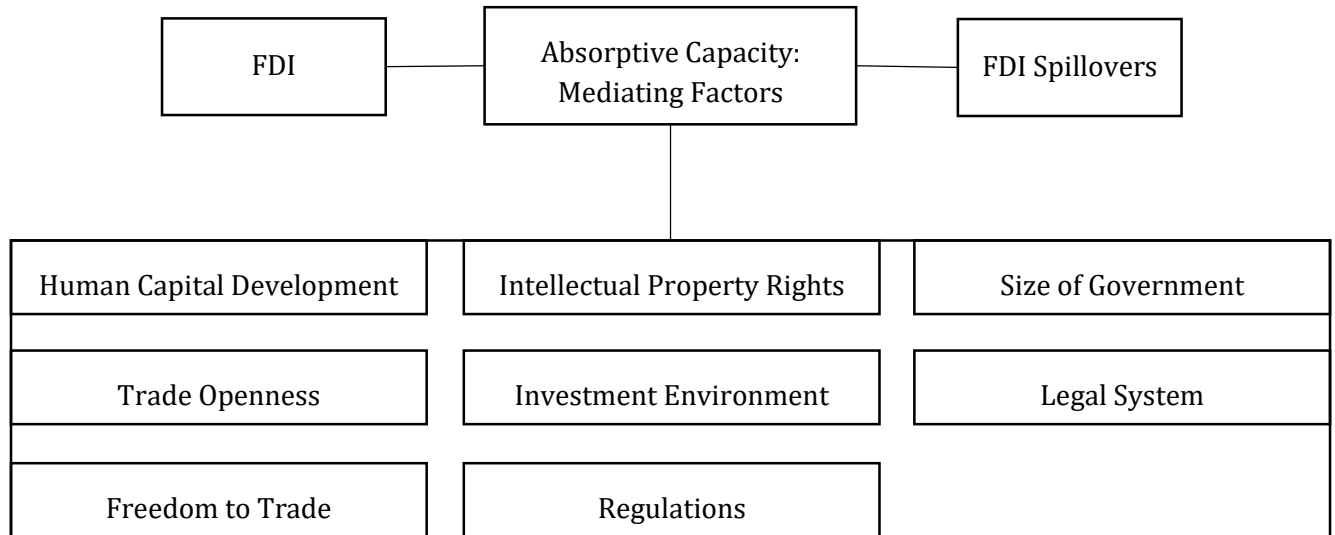 FDI
Absorptive Capacity:
Mediating Factors
FDI Spillovers
Human Capital Development
Intellectual Property Rights
Size of Government
Trade Openness
Investment Environment
Legal System
Freedom to Trade
Regulations